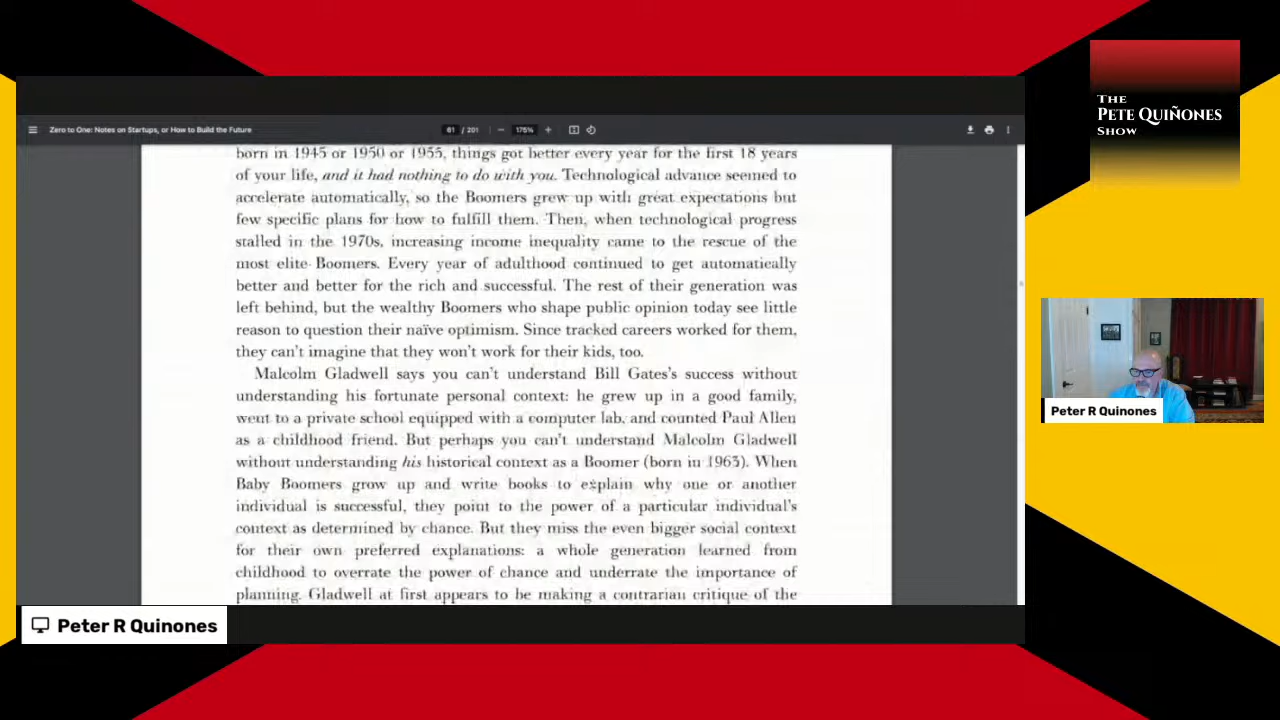 THE
PETE QUIÑONES
SHOW
Zero to One: Notes on Startups, or How to Build the Future
61 / 201
175%
born in 1945 or 1950 or 1955, things got better every year for the first 18 years
of your life, and it had nothing to do with you. Technological advance seemed to
accelerate automatically, so the Boomers grew up with great expectations but
few specific plans for how to fulfill them. Then, when technological progress
stalled in the 1970s, increasing income inequality came to the rescue of the
most elite Boomers. Every year of adulthood continued to get automatically
better and better for the rich and successful. The rest of their generation was
left behind, but the wealthy Boomers who shape public opinion today see little
reason to question their naïve optimism. Since tracked careers worked for them,
they can't imagine that they won't work for their kids, too.
Malcolm Gladwell says you can't understand Bill Gates's success without
understanding his fortunate personal context: he grew up in a good family,
went to a private school equipped with a computer lab, and counted Paul Allen
as a childhood friend. But perhaps you can't understand Malcolm Gladwell
without understanding his historical context as a Boomer (born in 1963). When
Baby Boomers grow up and write books to explain why one or another
individual is successful, they point to the power of a particular individual's
context as determined by chance. But they miss the even bigger social context
for their own preferred explanations: a whole generation learned from
childhood to overrate the power of chance and underrate the importance of
planning. Gladwell at first appears to be making a contrarian critique of the
Peter R Quinones
Peter R Quinones